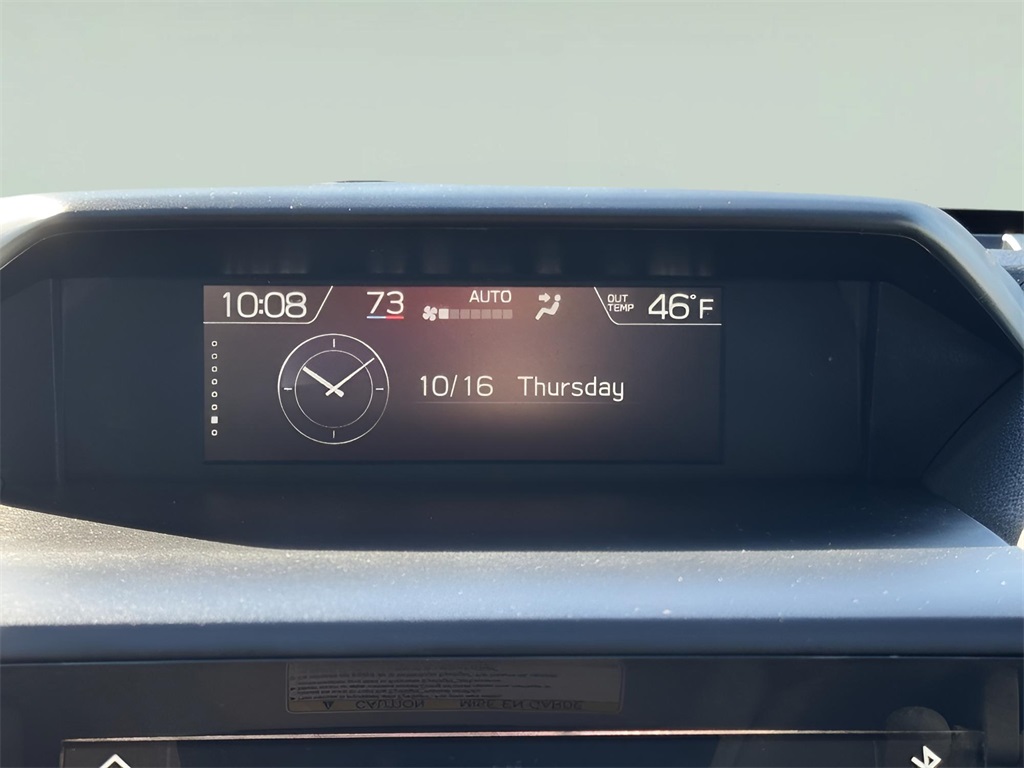 10:08 73 AUTO OUT TEMP 46°F
10/16 Thursday
CAUTION MISE EN GARDE